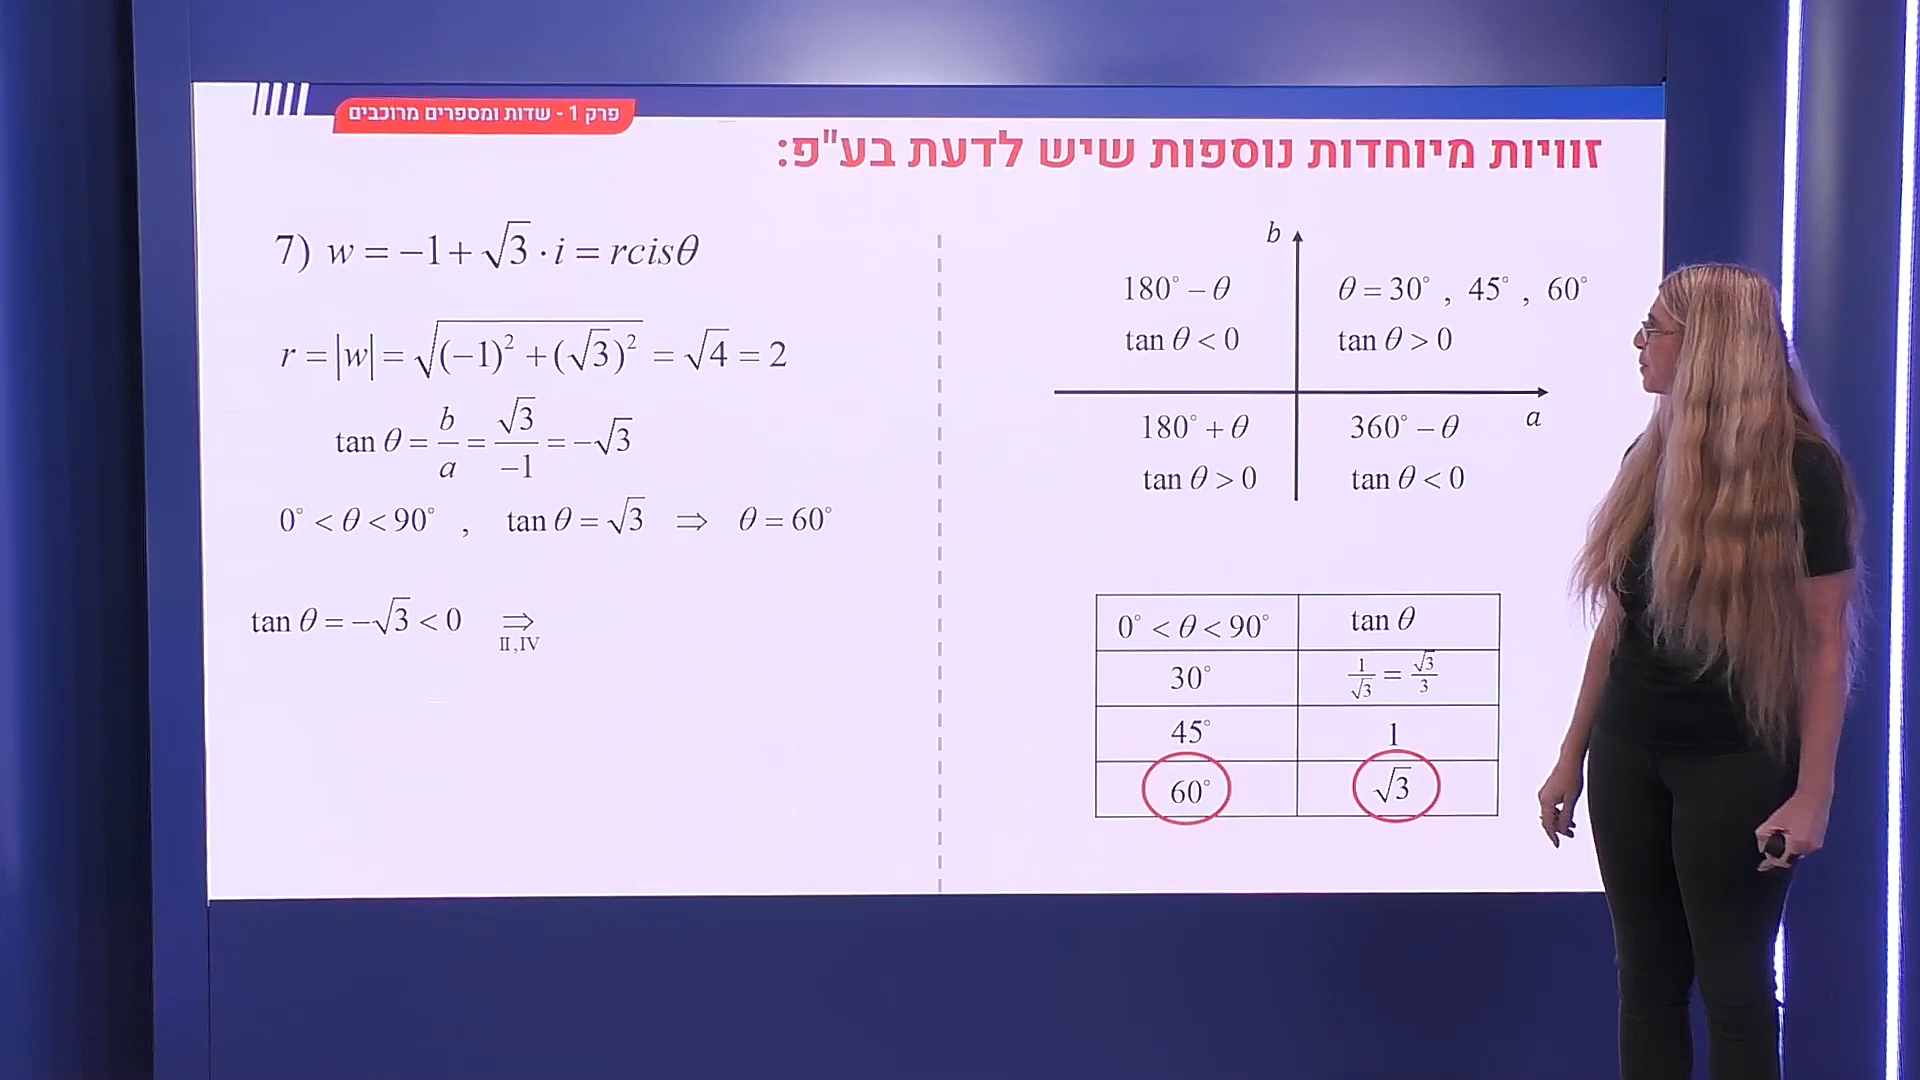 פרק 1 - שדות ומספרים מרוכבים
זוויות מיוחדות נוספות שיש לדעת בע"פ:
7) w = −1 + √3 · i = rcisθ
r = |w| = √((−1)² + (√3)²) = √4 = 2
tan θ = b/a = √3/−1 = −√3
0° < θ < 90° , tan θ = √3 ⇒ θ = 60°
tan θ = −√3 < 0 ⇒
II, IV
b
180° − θ
θ = 30° , 45° , 60°
tan θ < 0
tan θ > 0
a
180° + θ
360° − θ
tan θ > 0
tan θ < 0
0° < θ < 90° tan θ
30° 1/√3 = √3/3
45° 1
60° √3